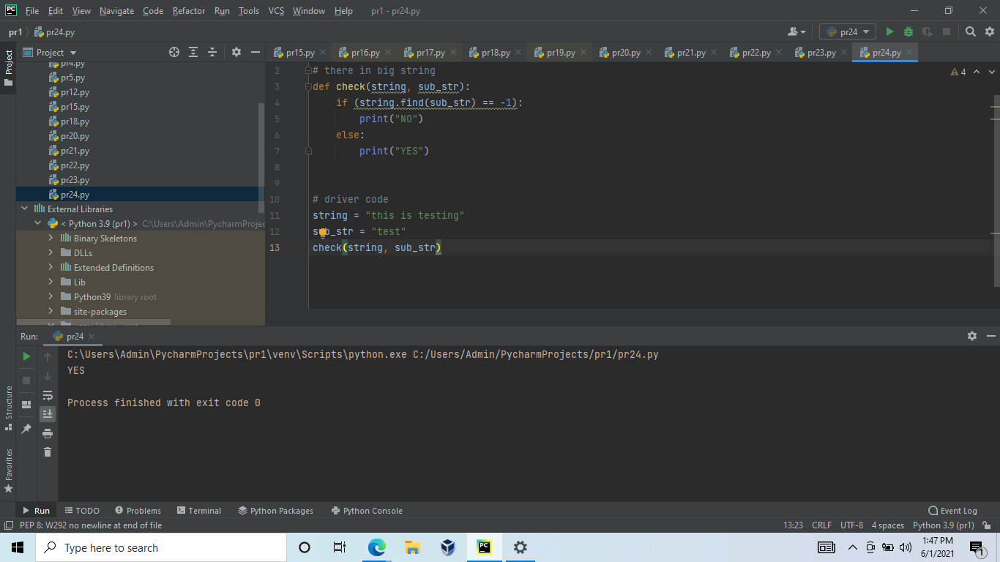 PC File Edit View Navigate Code Refactor Run Tools VCS Window Help pr1 - pr24.py
pr1 pr24.py pr24
Project
Project
pr15.py pr16.py pr17.py pr18.py pr19.py pr20.py pr21.py pr22.py pr23.py pr24.py
pr4.py
pr5.py
pr12.py
pr15.py
pr18.py
pr20.py
pr21.py
pr22.py
pr23.py
pr24.py
External Libraries
< Python 3.9 (pr1) > C:\Users\Admin\PycharmProjec
Binary Skeletons
DLLs
Extended Definitions
Lib
Python39 library root
site-packages
4
2 # there in big string
3 def check(string, sub_str):
4 if (string.find(sub_str) == -1):
5 print("NO")
6 else:
7 print("YES")
8
9
10 # driver code
11 string = "this is testing"
12 sub_str = "test"
13 check(string, sub_str)
Run: pr24
C:\Users\Admin\PycharmProjects\pr1\venv\Scripts\python.exe C:/Users/Admin/PycharmProjects/pr1/pr24.py
YES
Process finished with exit code 0
Structure
Favorites
Run TODO Problems Terminal Python Packages Python Console Event Log
PEP 8: W292 no newline at end of file 13:23 CRLF UTF-8 4 spaces Python 3.9 (pr1)
Type here to search PC 1:47 PM
6/1/2021 1